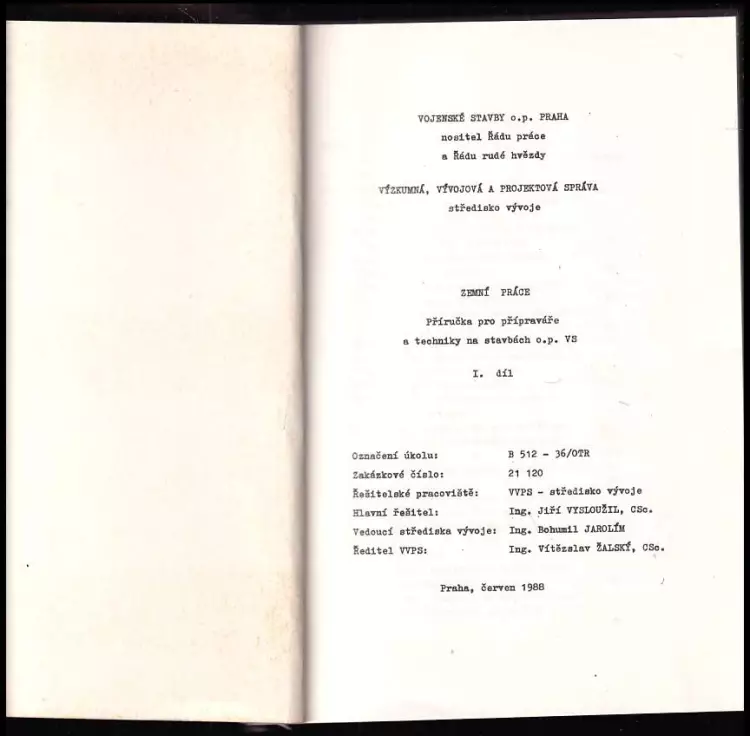 VOJENSKÉ STAVBY o.p. PRAHA
nositel Řádu práce
a Řádu rudé hvězdy
VÝZKUMNÁ, VÝVOJOVÁ A PROJEKTOVÁ SPRÁVA
středisko vývoje
ZEMNÍ PRÁCE
Příručka pro přípraváře
a techniky na stavbách o.p. VS
I. díl
Označení úkolu: B 512 - 36/OTR
Zakázkové číslo: 21 120
Řešitelské pracoviště: VVPS - středisko vývoje
Hlavní řešitel: Ing. Jiří VYSLOUŽIL, CSc.
Vedoucí střediska vývoje: Ing. Bohumil JAROLÍM
Ředitel VVPS: Ing. Vítězslav ŽALSKÝ, CSc.
Praha, červen 1988